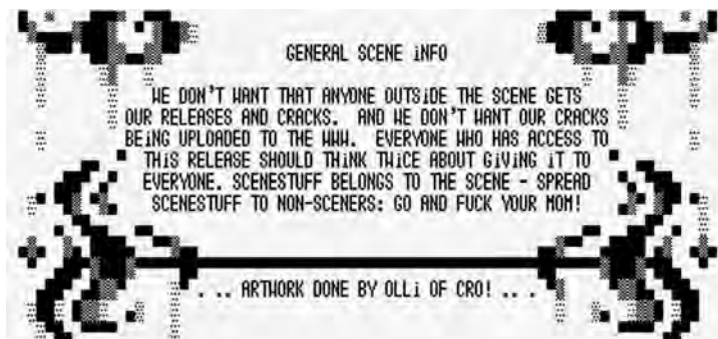 GENERAL SCENE iNFO
WE DON'T WANT THAT ANYONE OUTSiDE THE SCENE GETS
OUR RELEASES AND CRACKS. AND WE DON'T WANT OUR CRACKS
BEiNG UPLOADED TO THE WWW. EVERYONE WHO HAS ACCESS TO
THiS RELEASE SHOULD THiNK TWiCE ABOUT GiViNG iT TO
EVERYONE. SCENESTUFF BELONGS TO THE SCENE - SPREAD
SCENESTUFF TO NON-SCENERS: GO AND FUCK YOUR MOM!
. .. ARTWORK DONE BY OLLi OF CRO! .. .